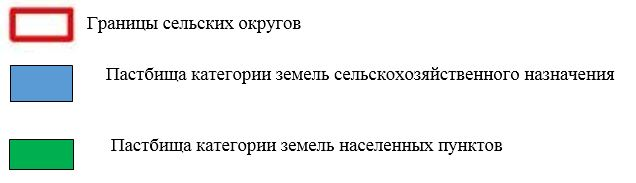 Границы сельских округов
Пастбища категории земель сельскохозяйственного назначения
Пастбища категории земель населенных пунктов